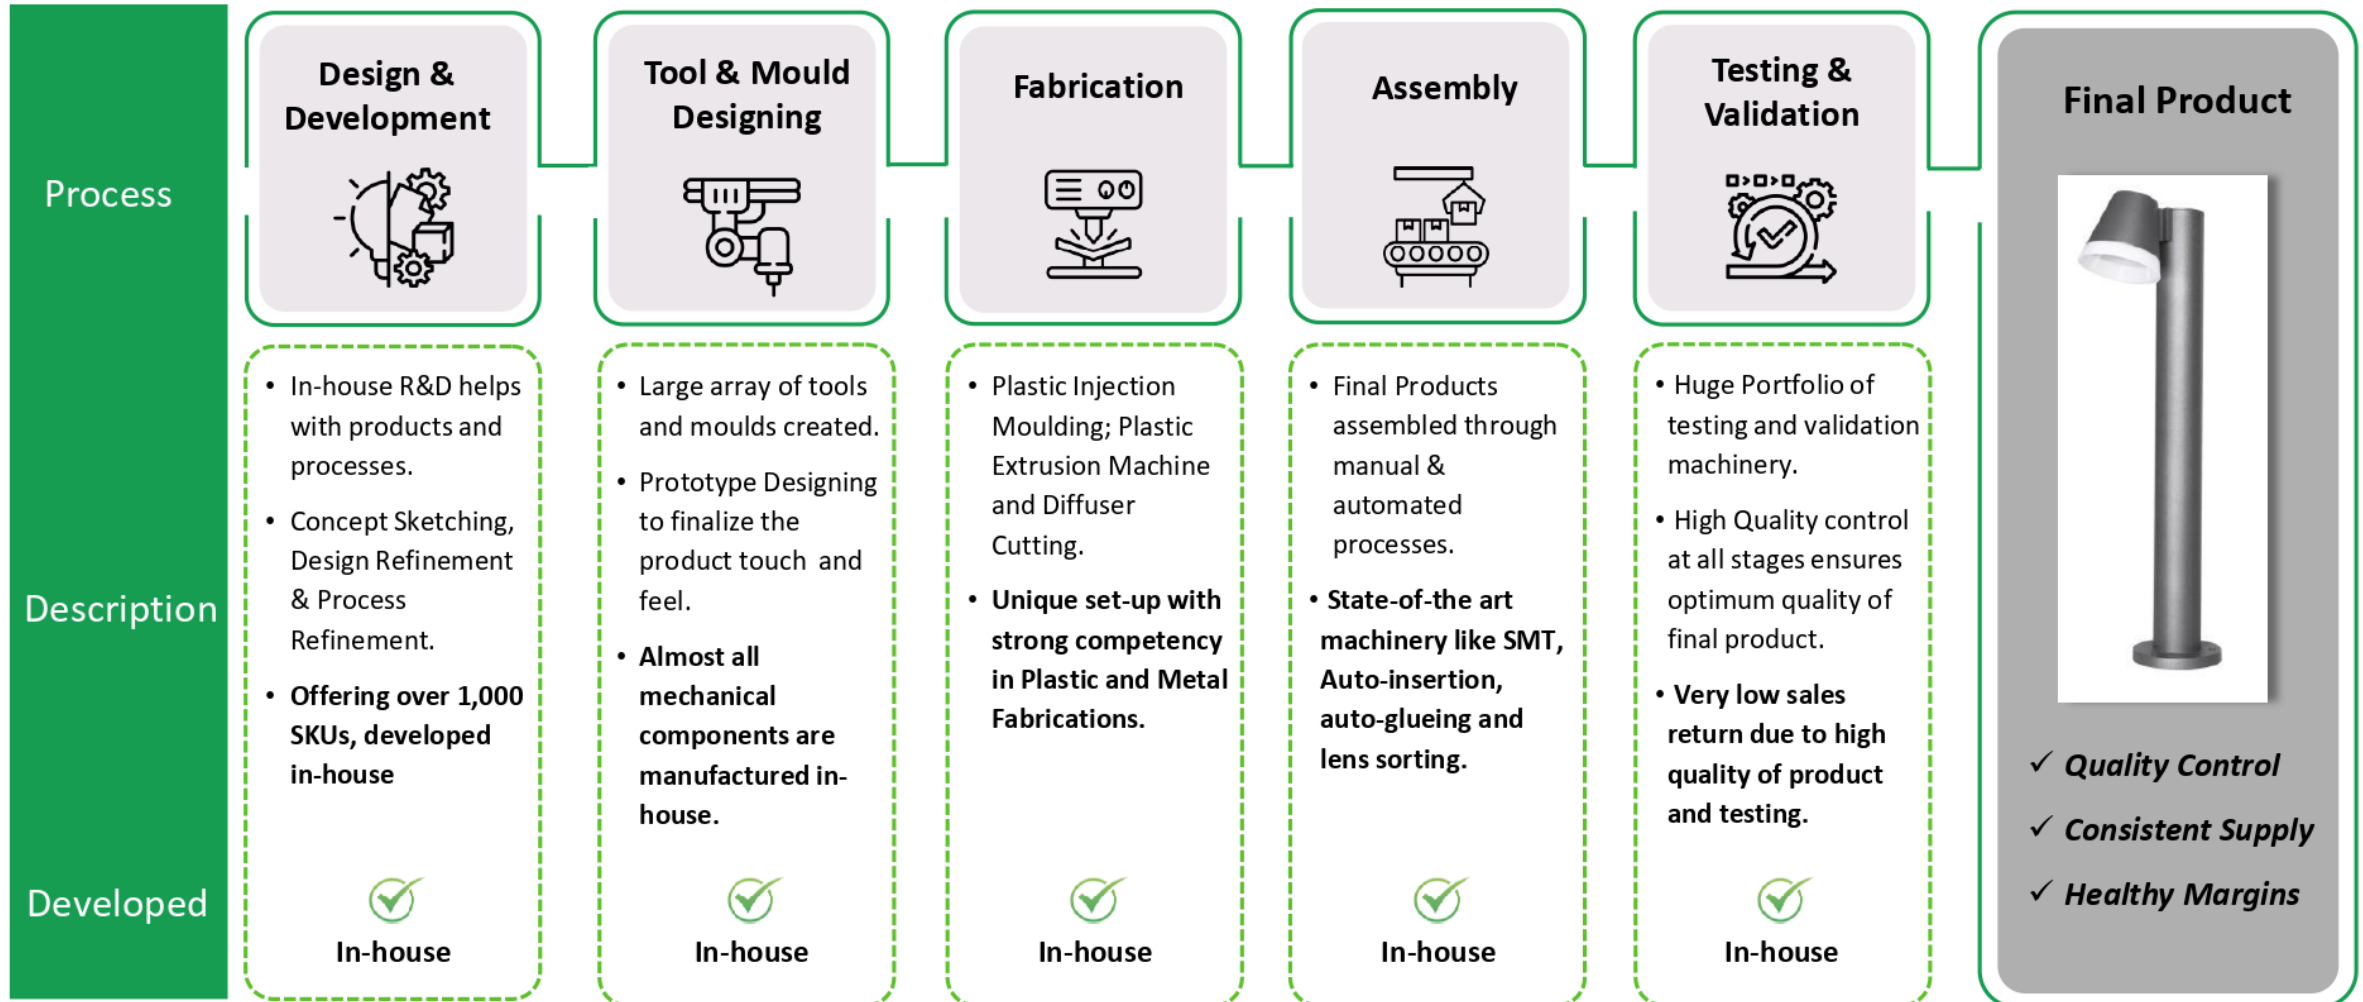 Process
Design &
Development
Tool & Mould
Designing
Fabrication
Assembly
Testing &
Validation
Final Product
Description
• In-house R&D helps
with products and
processes.
• Concept Sketching,
Design Refinement
& Process
Refinement.
• Offering over 1,000
SKUs, developed
in-house
• Large array of tools
and moulds created.
• Prototype Designing
to finalize the
product touch and
feel.
• Almost all
mechanical
components are
manufactured in-
house.
• Plastic Injection
Moulding; Plastic
Extrusion Machine
and Diffuser
Cutting.
• Unique set-up with
strong competency
in Plastic and Metal
Fabrications.
• Final Products
assembled through
manual &
automated
processes.
• State-of-the art
machinery like SMT,
Auto-insertion,
auto-glueing and
lens sorting.
• Huge Portfolio of
testing and validation
machinery.
• High Quality control
at all stages ensures
optimum quality of
final product.
• Very low sales
return due to high
quality of product
and testing.
✓ Quality Control
✓ Consistent Supply
✓ Healthy Margins
Developed
In-house
In-house
In-house
In-house
In-house